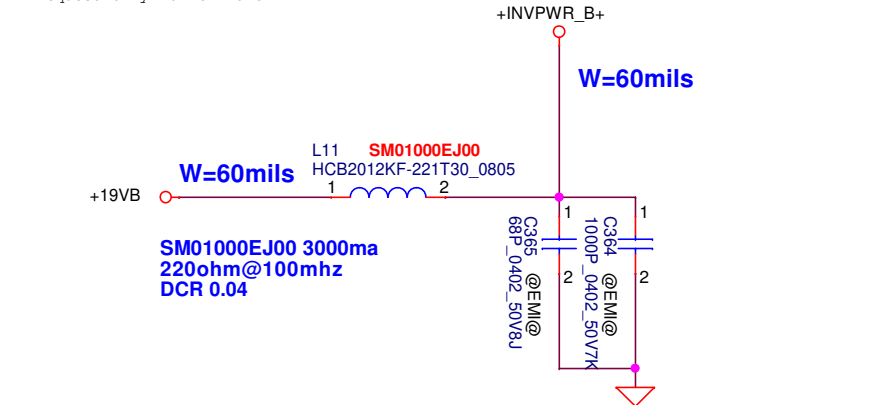 +INVPWR_B+
W=60mils
L11 SM01000EJ00
HCB2012KF-221T30_0805
W=60mils
1 2
+19VB
SM01000EJ00 3000ma
220ohm@100mhz
DCR 0.04
1
2
C365
68P_0402_50V8J
@EMI@
1
2
C364
1000P_0402_50V7K
@EMI@